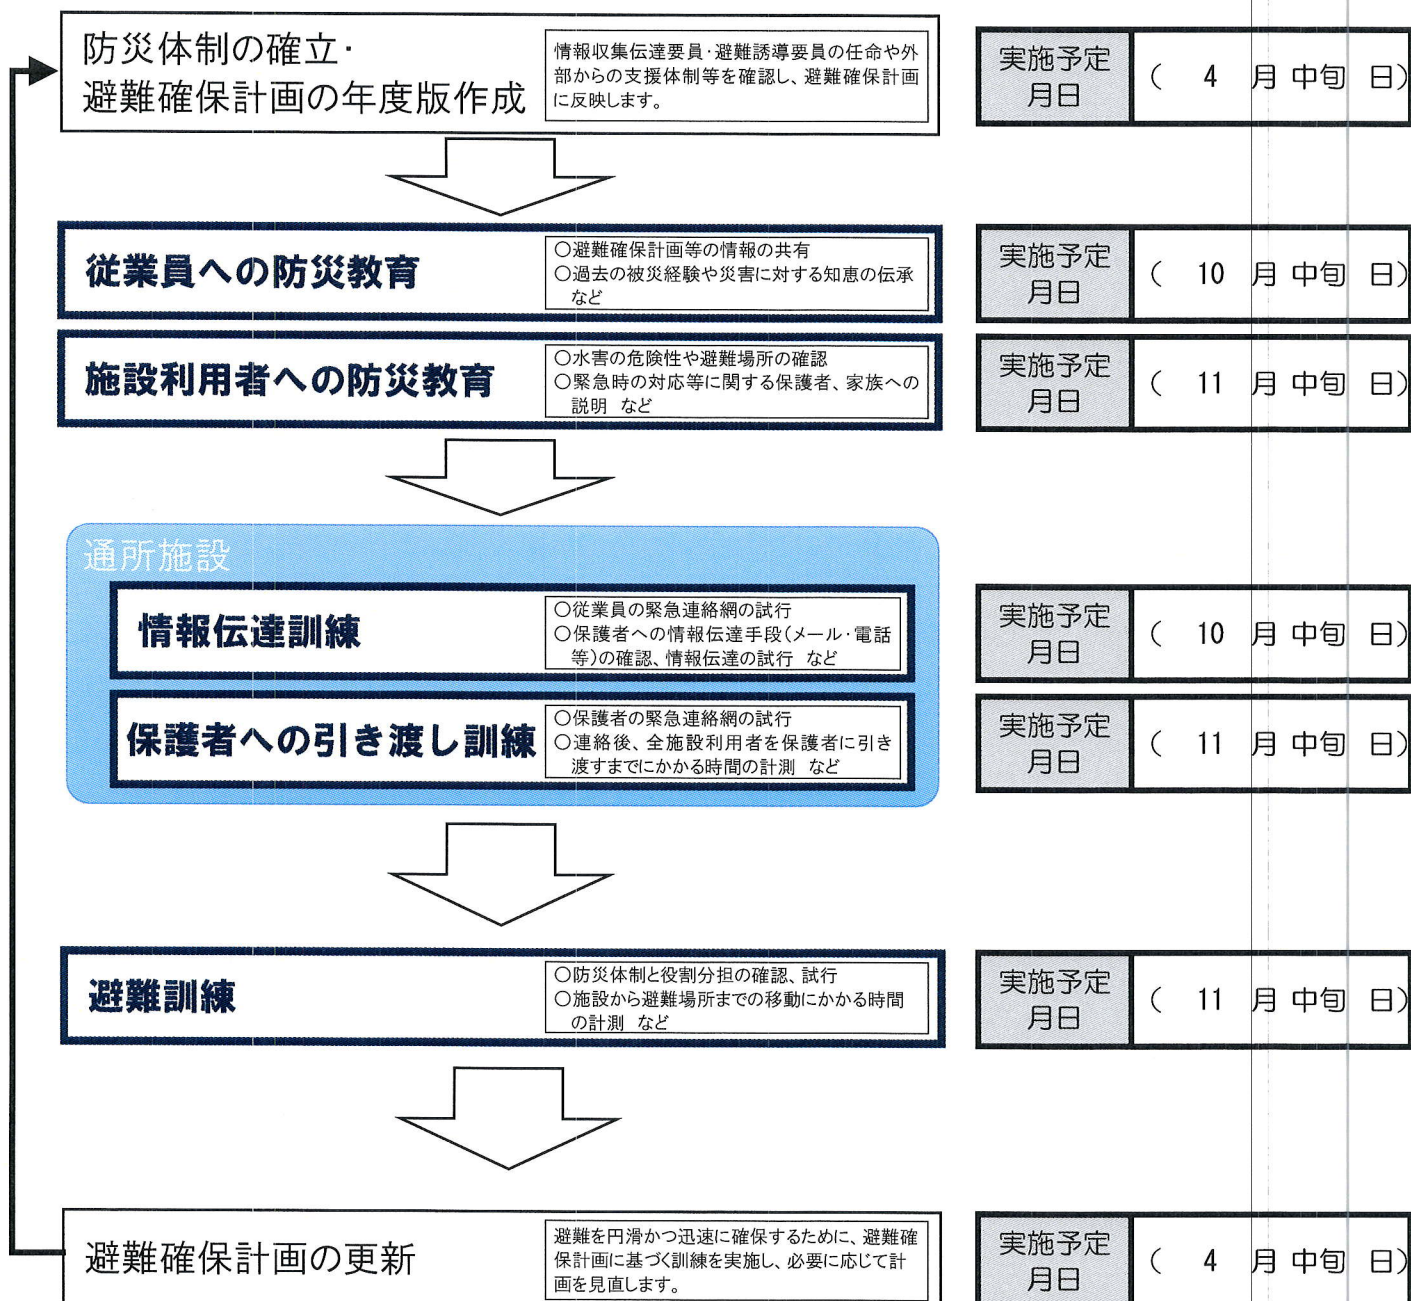 防災体制の確立・
避難確保計画の年度版作成
情報収集伝達要員・避難誘導要員の任命や外
部からの支援体制等を確認し、避難確保計画
に反映します。
実施予定
月日
（ 4 月 中旬 日）
従業員への防災教育
○避難確保計画等の情報の共有
○過去の被災経験や災害に対する知恵の伝承
など
実施予定
月日
（ 10 月 中旬 日）
施設利用者への防災教育
○水害の危険性や避難場所の確認
○緊急時の対応等に関する保護者、家族への
説明 など
実施予定
月日
（ 11 月 中旬 日）
通所施設
情報伝達訓練
○従業員の緊急連絡網の試行
○保護者への情報伝達手段（メール・電話
等）の確認、情報伝達の試行 など
実施予定
月日
（ 10 月 中旬 日）
保護者への引き渡し訓練
○保護者の緊急連絡網の試行
○連絡後、全施設利用者を保護者に引き
渡すまでにかかる時間の計測 など
実施予定
月日
（ 11 月 中旬 日）
避難訓練
○防災体制と役割分担の確認、試行
○施設から避難場所までの移動にかかる時間
の計測 など
実施予定
月日
（ 11 月 中旬 日）
避難確保計画の更新
避難を円滑かつ迅速に確保するために、避難確
保計画に基づく訓練を実施し、必要に応じて計
画を見直します。
実施予定
月日
（ 4 月 中旬 日）